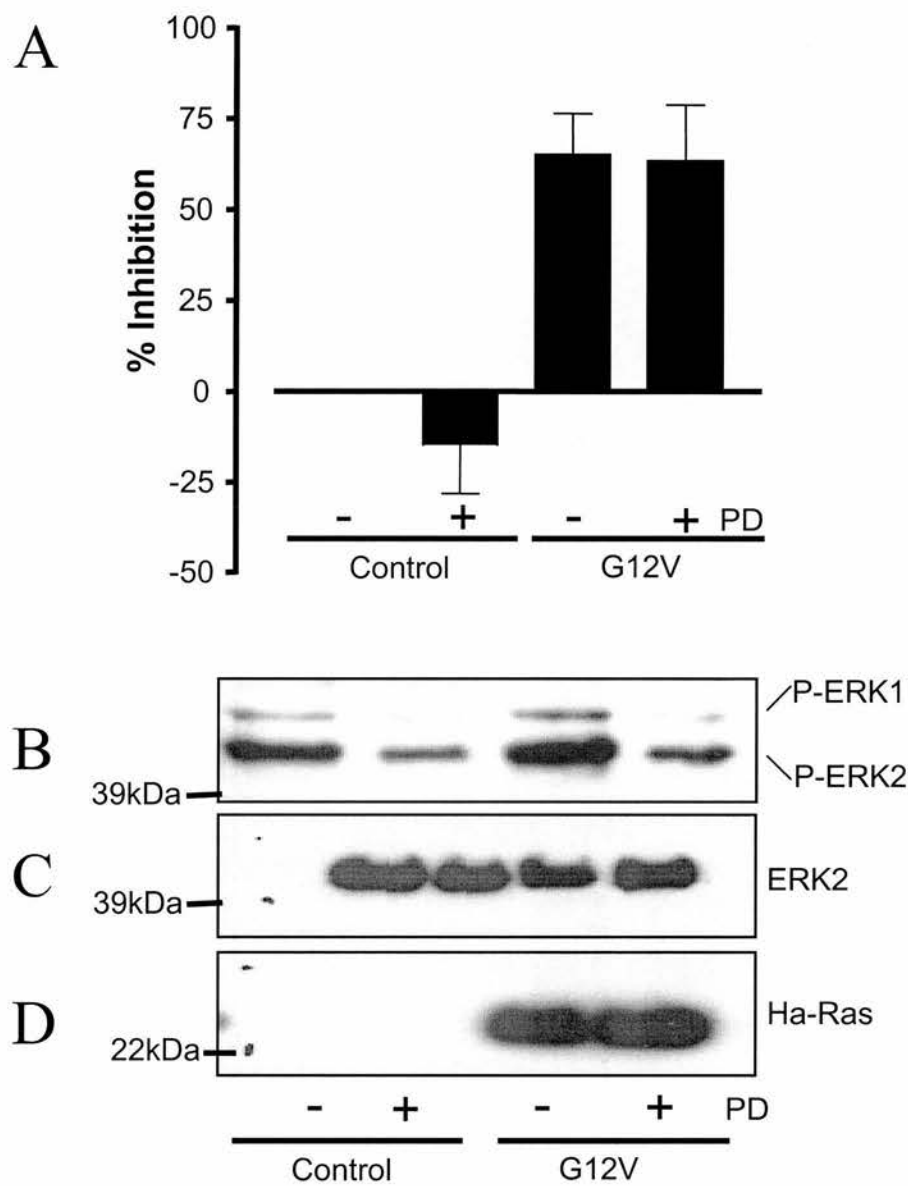 A
100
75
50
25
0
-25
-50
% Inhibition
- + - + PD
Control G12V
B
39kDa
P-ERK1
P-ERK2
C
39kDa
ERK2
D
22kDa
Ha-Ras
- + - + PD
Control G12V